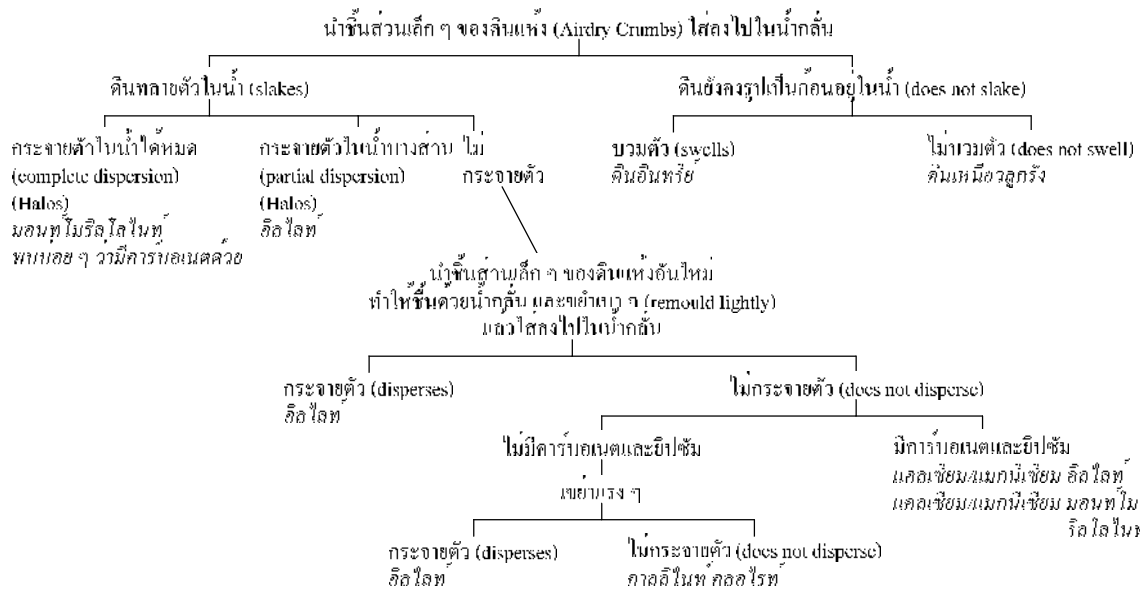 นำชิ้นส่วนเล็ก ๆ ของดินแห้ง (Airdry Crumbs) ใส่ลงไปในน้ำกลั่น
ดินทลายตัวในน้ำ (slakes)
ดินยังคงรูปเป็นก้อนอยู่ในน้ำ (does not slake)
กระจายตัวในน้ำได้หมด
(complete dispersion)
(Halos)
มอนท์โมริลโลไนท์
พบบ่อย ๆ ว่ามีคาร์บอเนตด้วย
กระจายตัวในน้ำบางส่วน
(partial dispersion)
(Halos)
อิลไลท์
ไม่
กระจายตัว
บวมตัว (swells)
ดินอินทรีย์
ไม่บวมตัว (does not swell)
ดินเหนียวลูกรัง
นำชิ้นส่วนเล็ก ๆ ของดินแห้งอันใหม่
ทำให้ชื้นด้วยน้ำกลั่น และขยำเบา ๆ (remould lightly)
แล้วใส่ลงไปในน้ำกลั่น
กระจายตัว (disperses)
อิลไลท์
ไม่กระจายตัว (does not disperse)
ไม่มีคาร์บอเนตและยิปซัม
เขย่าแรง ๆ
มีคาร์บอเนตและยิปซัม
แคลเซียม/แมกนีเซียม อิลไลท์
แคลเซียม/แมกนีเซียม มอนท์โม
ริลโลไนท์
กระจายตัว (disperses)
อิลไลท์
ไม่กระจายตัว (does not disperse)
กาลลิไนท์ คลอไรท์